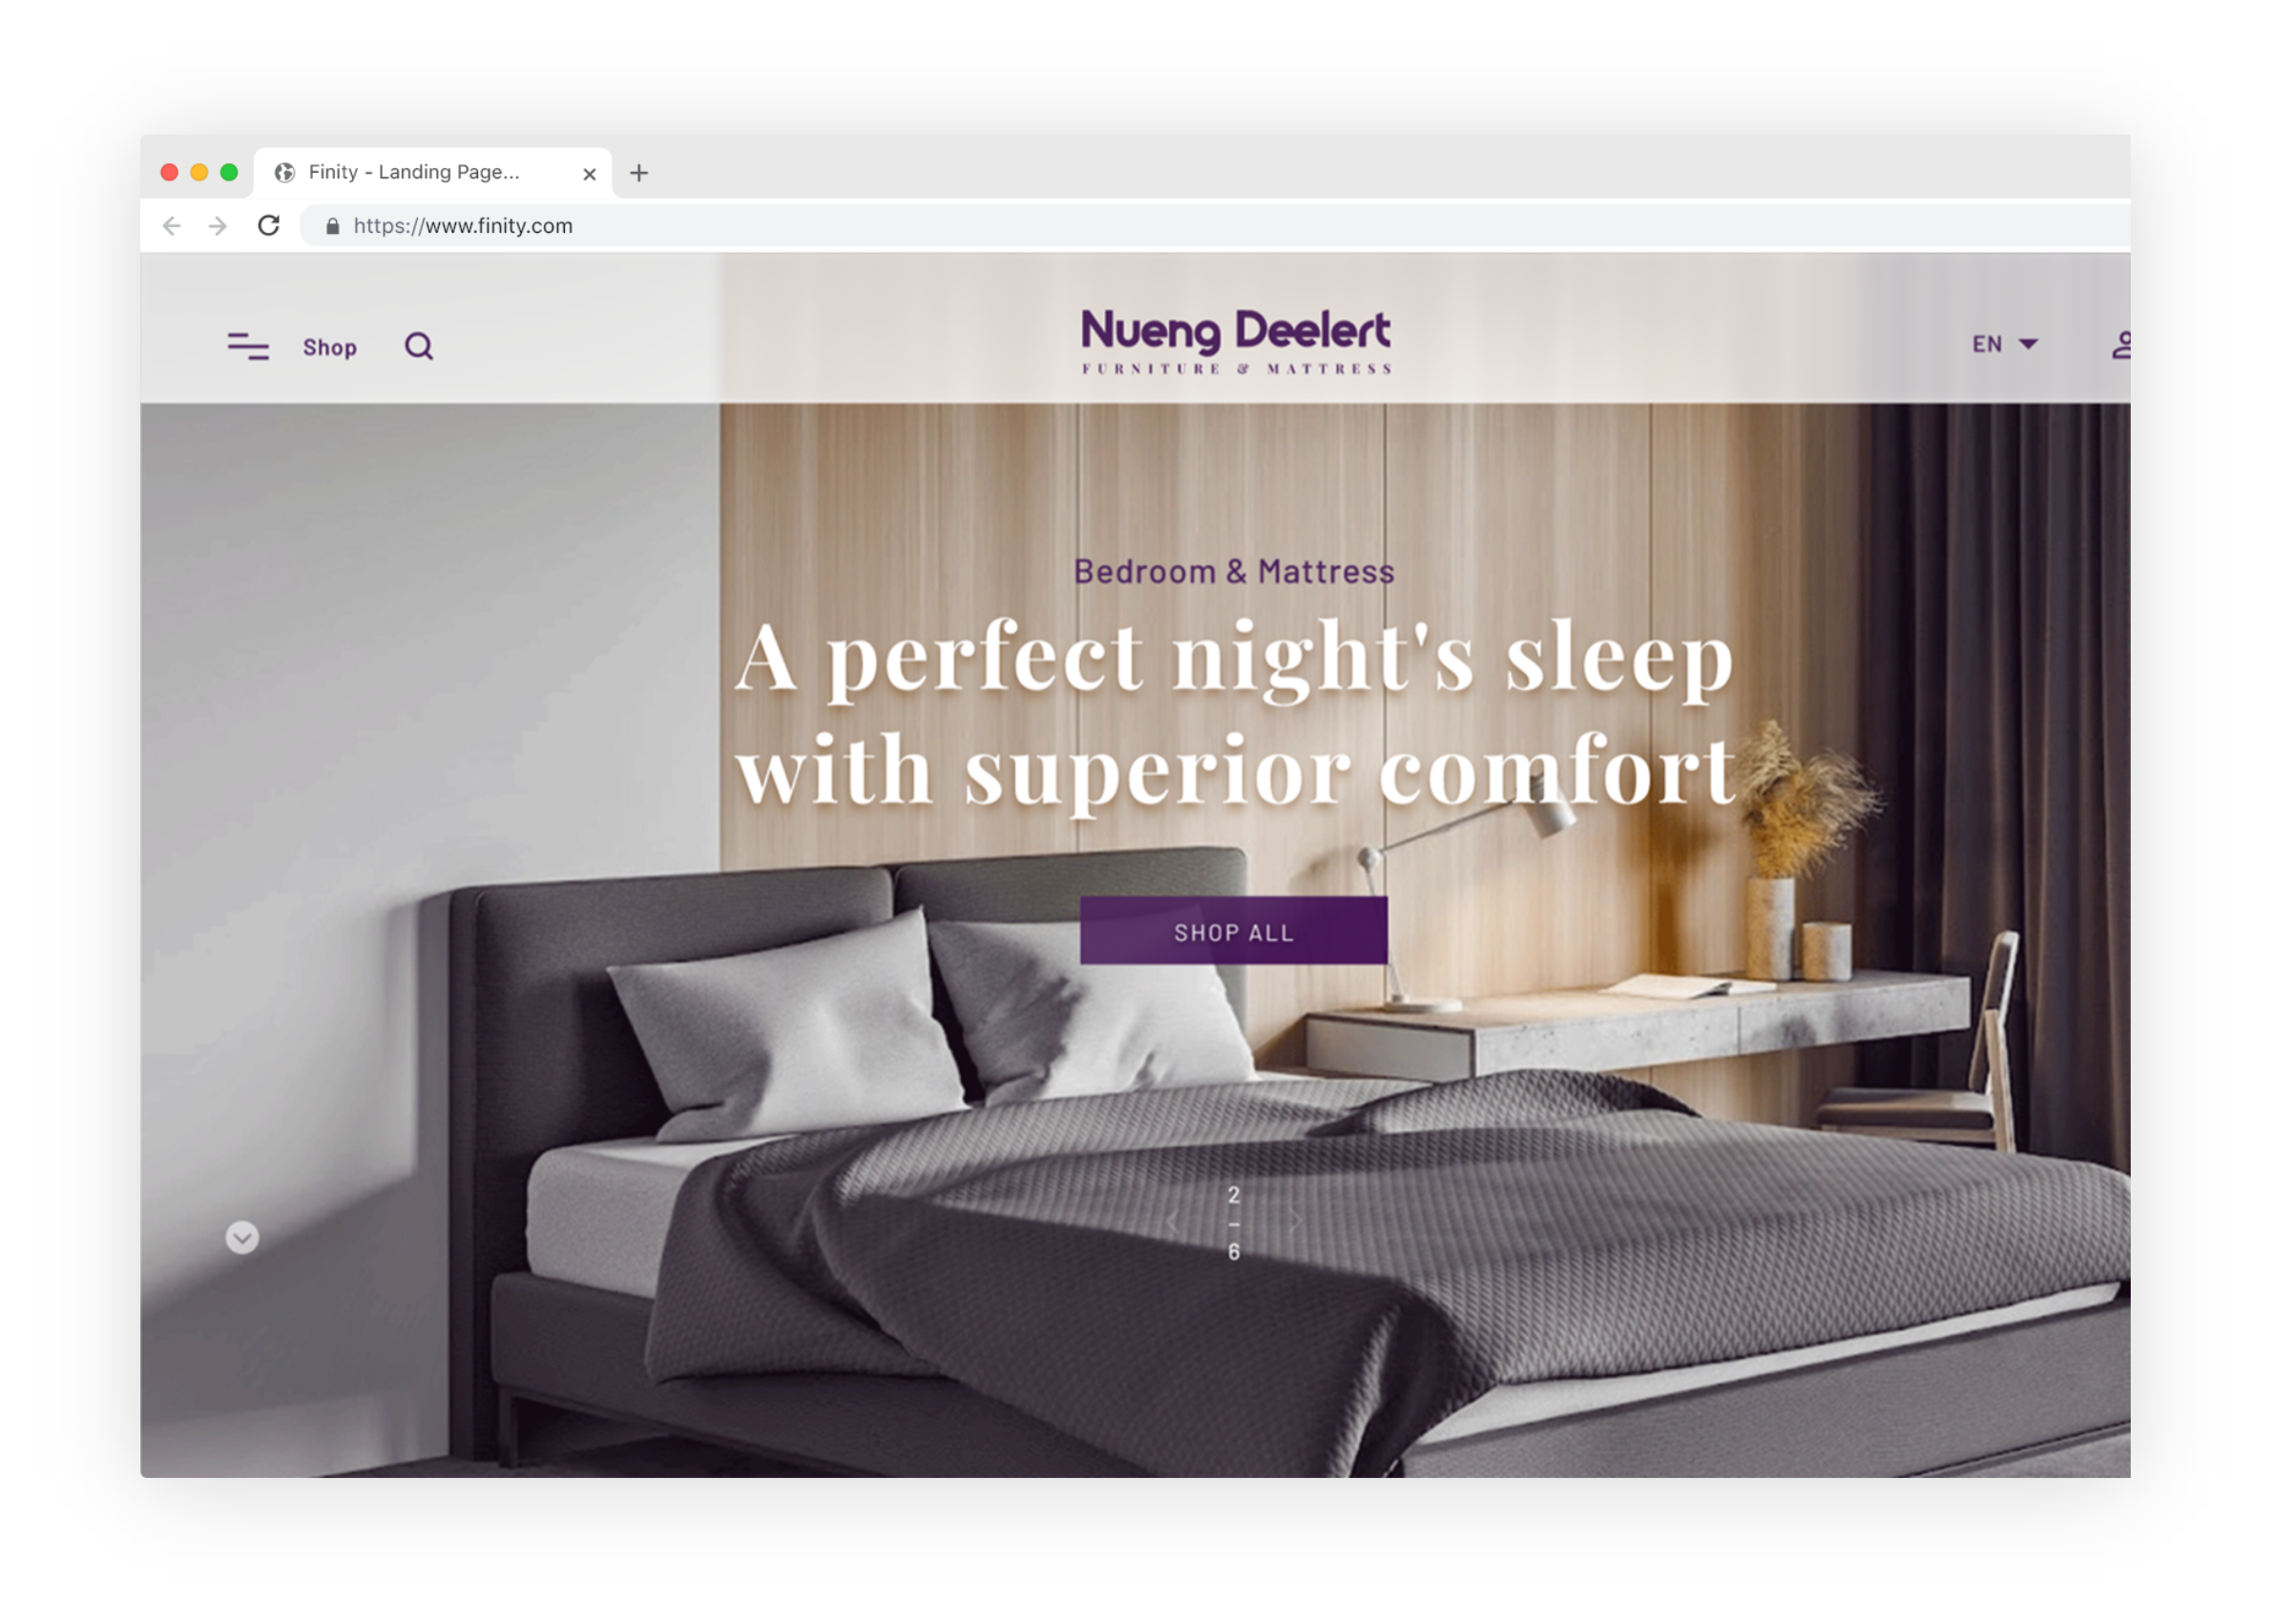 Finity - Landing Page...
https://www.finity.com
Shop
Nueng Deelert
FURNITURE & MATTRESS
EN
Bedroom & Mattress
A perfect night's sleep
with superior comfort
SHOP ALL
2
6